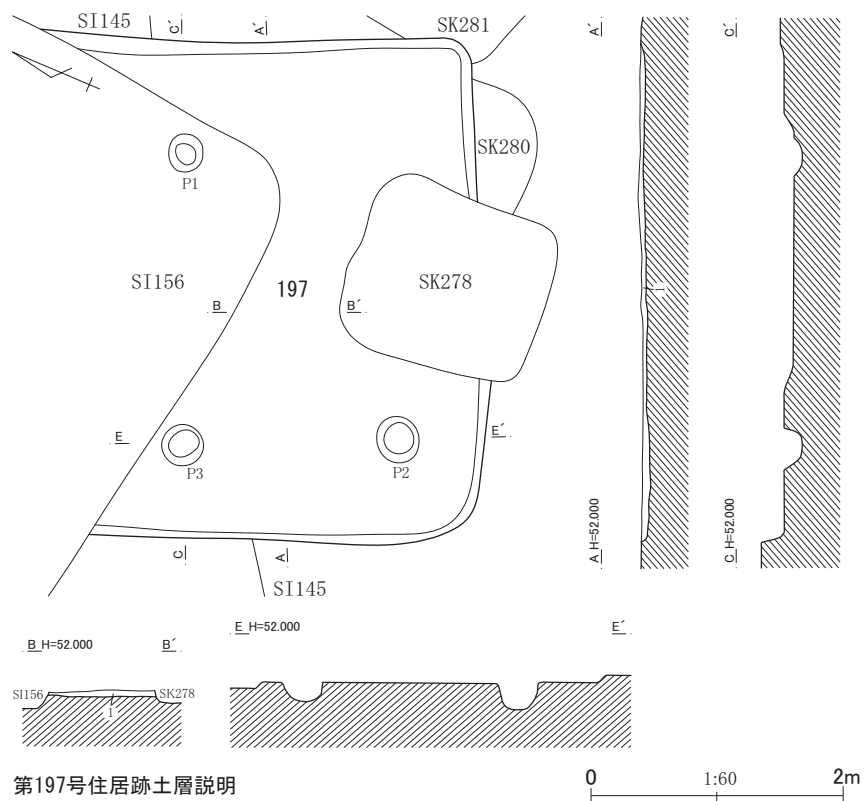 SI145
C´
A´
SK281
A´
C´
SK280
P1
SI156
197
SK278
B
B´
1
E
E´
P3
P2
A H=52.000
C H=52.000
C
A
SI145
B H=52.000
B´
E H=52.000
E´
SI156
SK278
1
第197号住居跡土層説明
0
1:60
2m